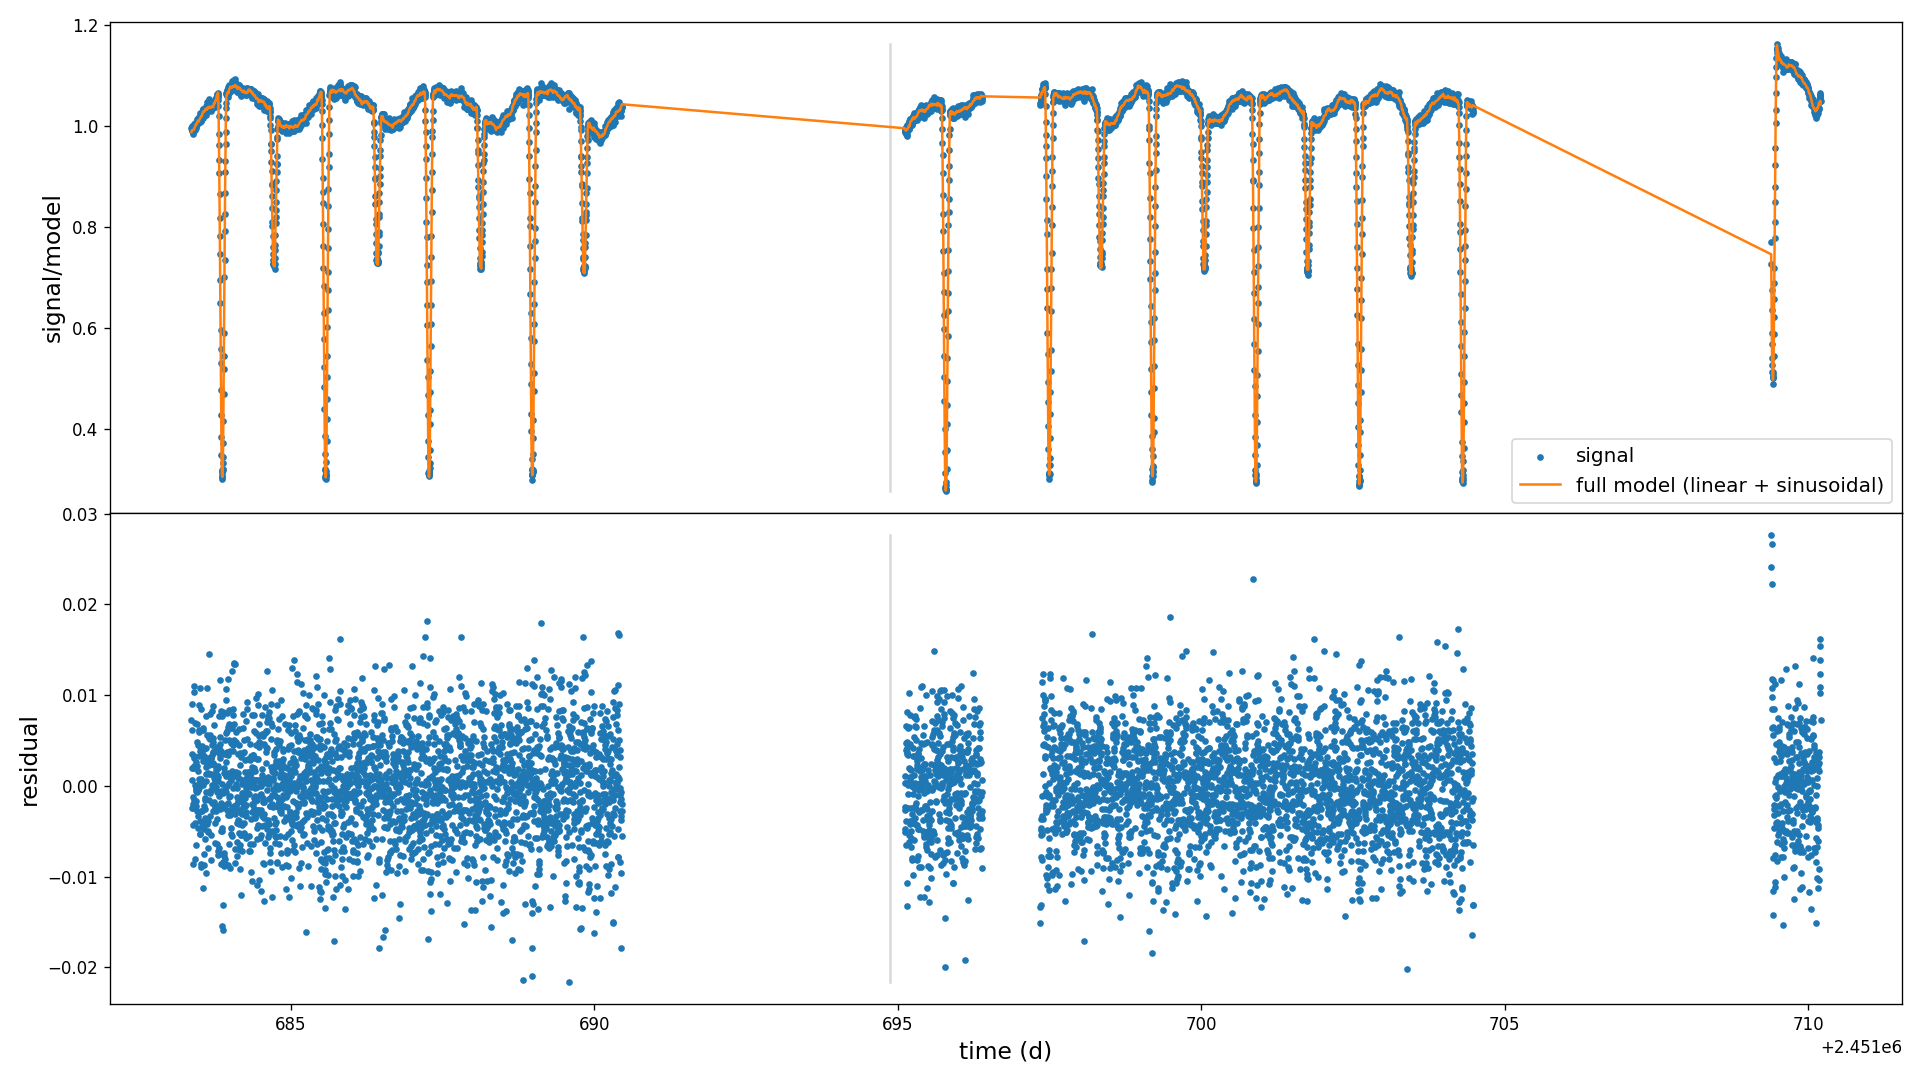 1.2
1.0
0.8
0.6
0.4
signal/model
signal
full model (linear + sinusoidal)
0.03
0.02
0.01
0.00
−0.01
−0.02
residual
685
690
695
700
705
710
time (d)
+2.451e6